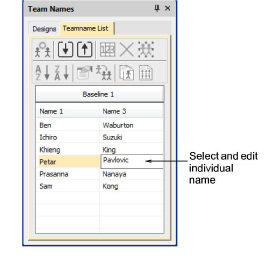 Team Names
Designs Teamname List
Baseline 1
Name 1 Name 3
Ben Waburton
Ichiro Suzuki
Khieng King
Petar Pavlovic
Prasanna Nanaya
Sam Kong
Select and edit
individual
name